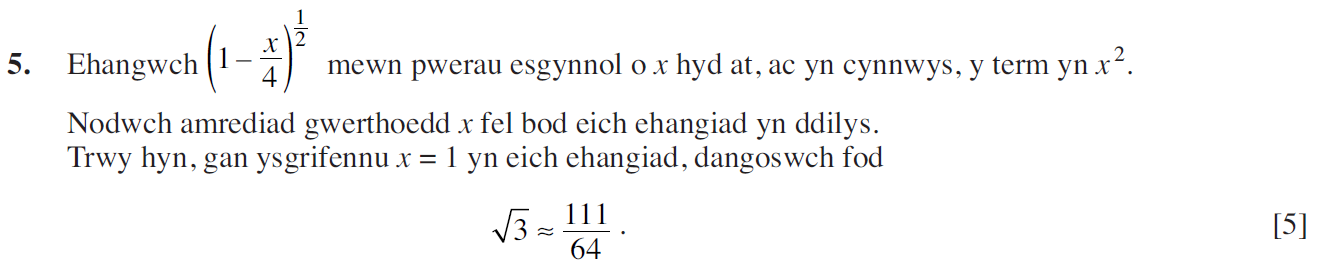 5. Ehangwch (1 – x/4)^(1/2) mewn pwerau esgynnol o x hyd at, ac yn cynnwys, y term yn x².
Nodwch amrediad gwerthoedd x fel bod eich ehangiad yn ddilys.
Trwy hyn, gan ysgrifennu x = 1 yn eich ehangiad, dangoswch fod
√3 ≈ 111/64 . [5]